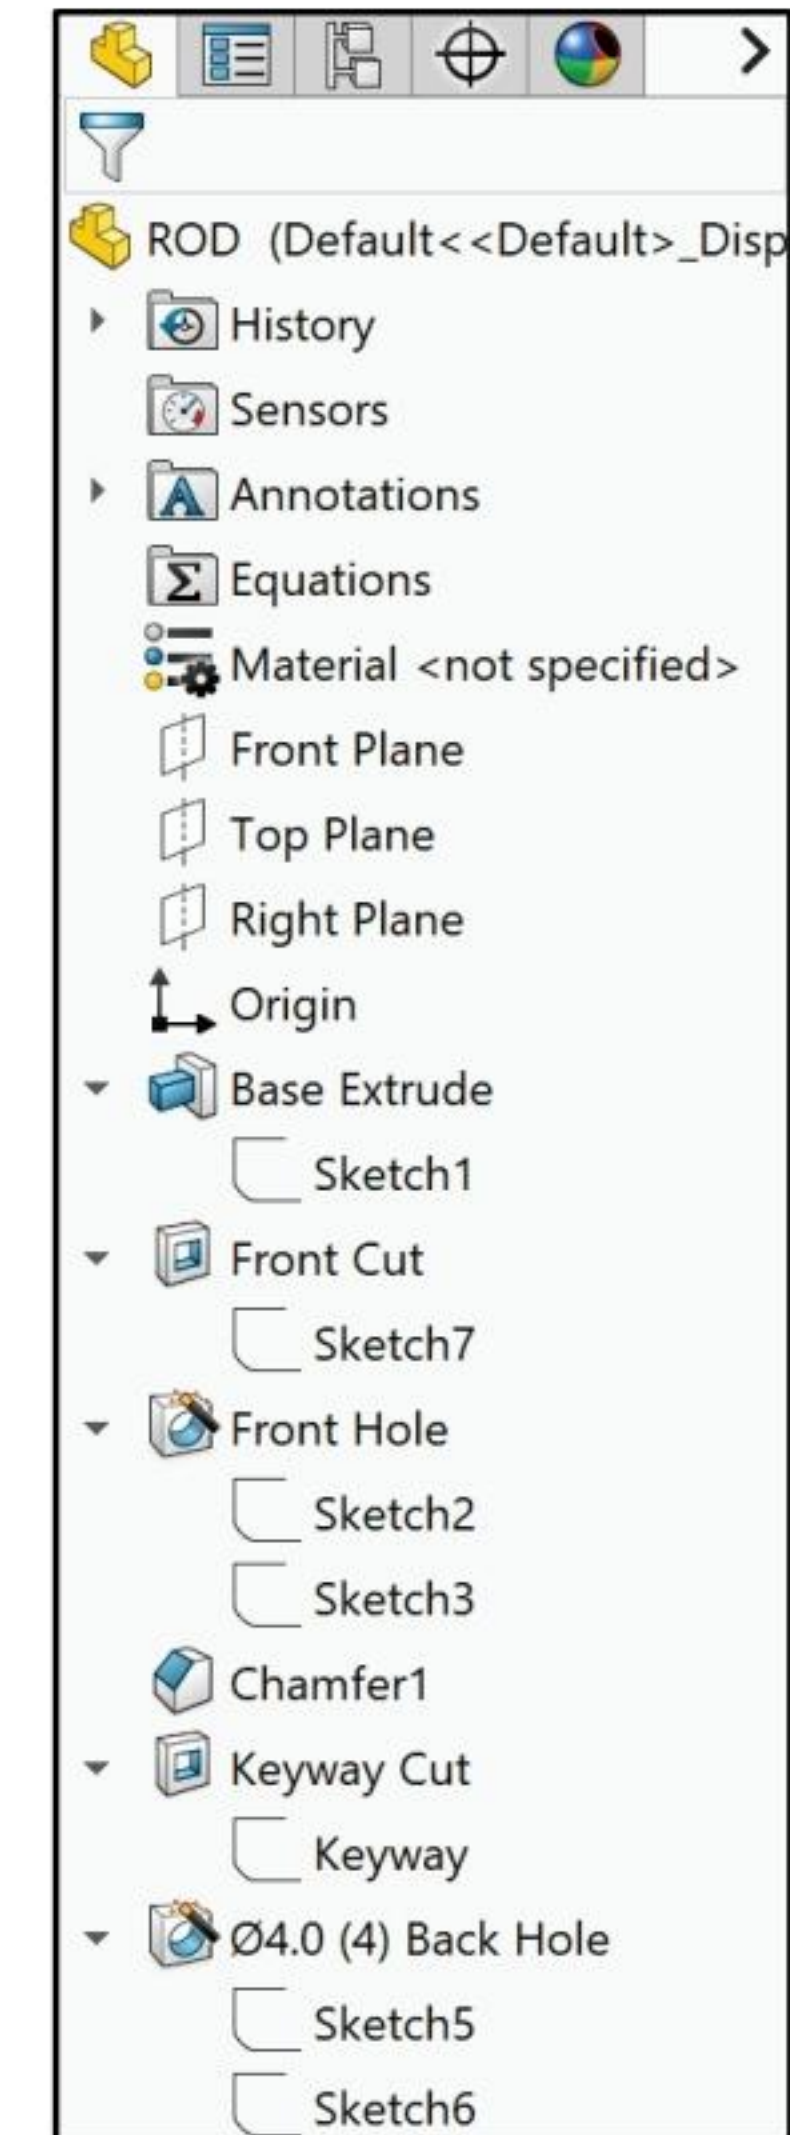 ROD (Default<<Default>_Disp
History
Sensors
Annotations
Equations
Material <not specified>
Front Plane
Top Plane
Right Plane
Origin
Base Extrude
Sketch1
Front Cut
Sketch7
Front Hole
Sketch2
Sketch3
Chamfer1
Keyway Cut
Keyway
Ø4.0 (4) Back Hole
Sketch5
Sketch6